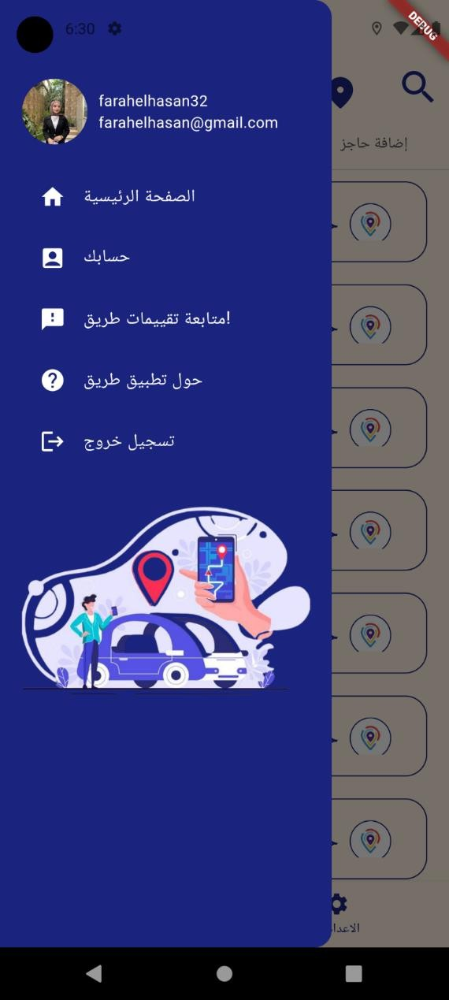 6:30
DEBUG
farahelhasan32
farahelhasan@gmail.com
إضافة حاجز
الصفحة الرئيسية
حسابك
متابعة تقييمات طريق!
حول تطبيق طريق
تسجيل خروج